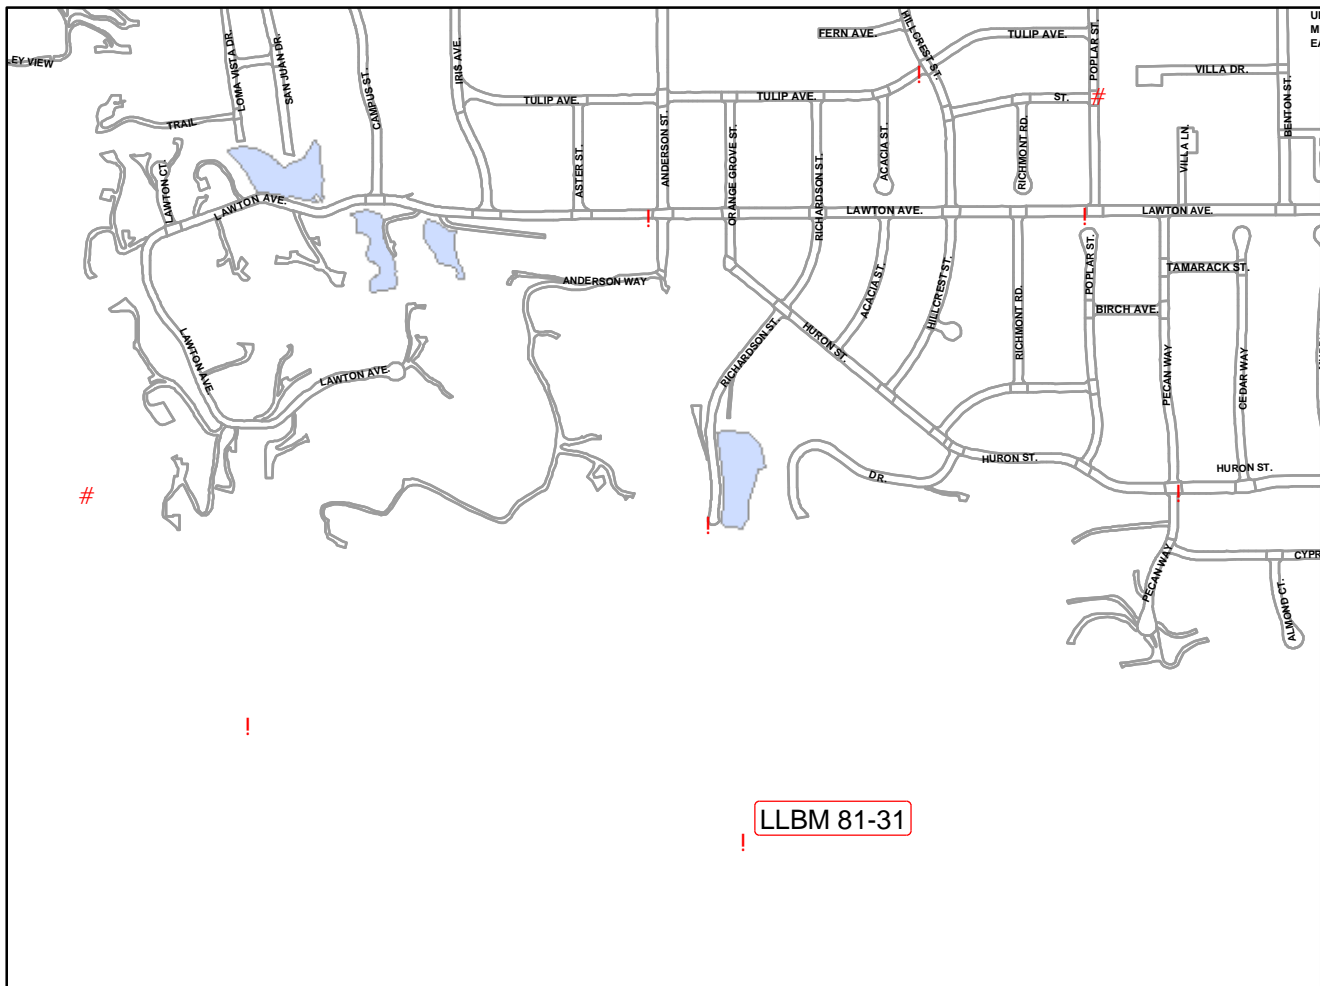 FERN AVE.
HILLCREST ST.
TULIP AVE.
POPLAR ST.
EY VIEW
LOMA VISTA DR.
SAN JUAN DR.
CAMPUS ST.
IRIS AVE.
VILLA DR.
BENTON ST.
TULIP AVE.
TULIP AVE.
ST.
#
TRAIL
ANDERSON ST.
ORANGE GROVE ST.
ACACIA ST.
RICHMONT RD.
VILLA LN.
ASTER ST.
RICHARDSON ST.
LAWTON CT.
LAWTON AVE.
!
LAWTON AVE.
!
LAWTON AVE.
ANDERSON WAY
ACACIA ST.
HILLCREST ST.
POPLAR ST.
TAMARACK ST.
BIRCH AVE.
RICHMONT RD.
HURON ST.
RICHARDSON ST.
LAWTON AVE.
LAWTON AVE.
PECAN WAY
CEDAR WAY
HURON ST.
HURON ST.
DR.
#
!
!
PECAN WAY
CYPR
ALMOND CT.
!
LLBM 81-31
!